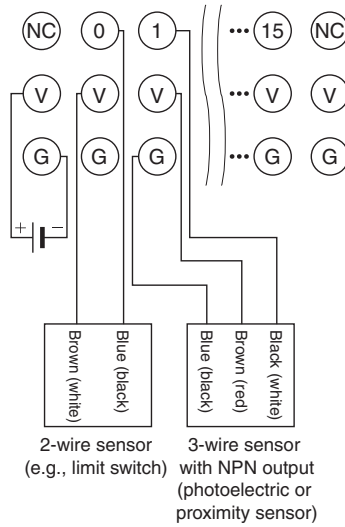 NC 0 1 ••• 15 NC
V V V ••• V V
G G G ••• G G
+ −
Brown (white)
Blue (black)
Blue (black)
Brown (red)
Black (white)
2-wire sensor
(e.g., limit switch)
3-wire sensor
with NPN output
(photoelectric or
proximity sensor)